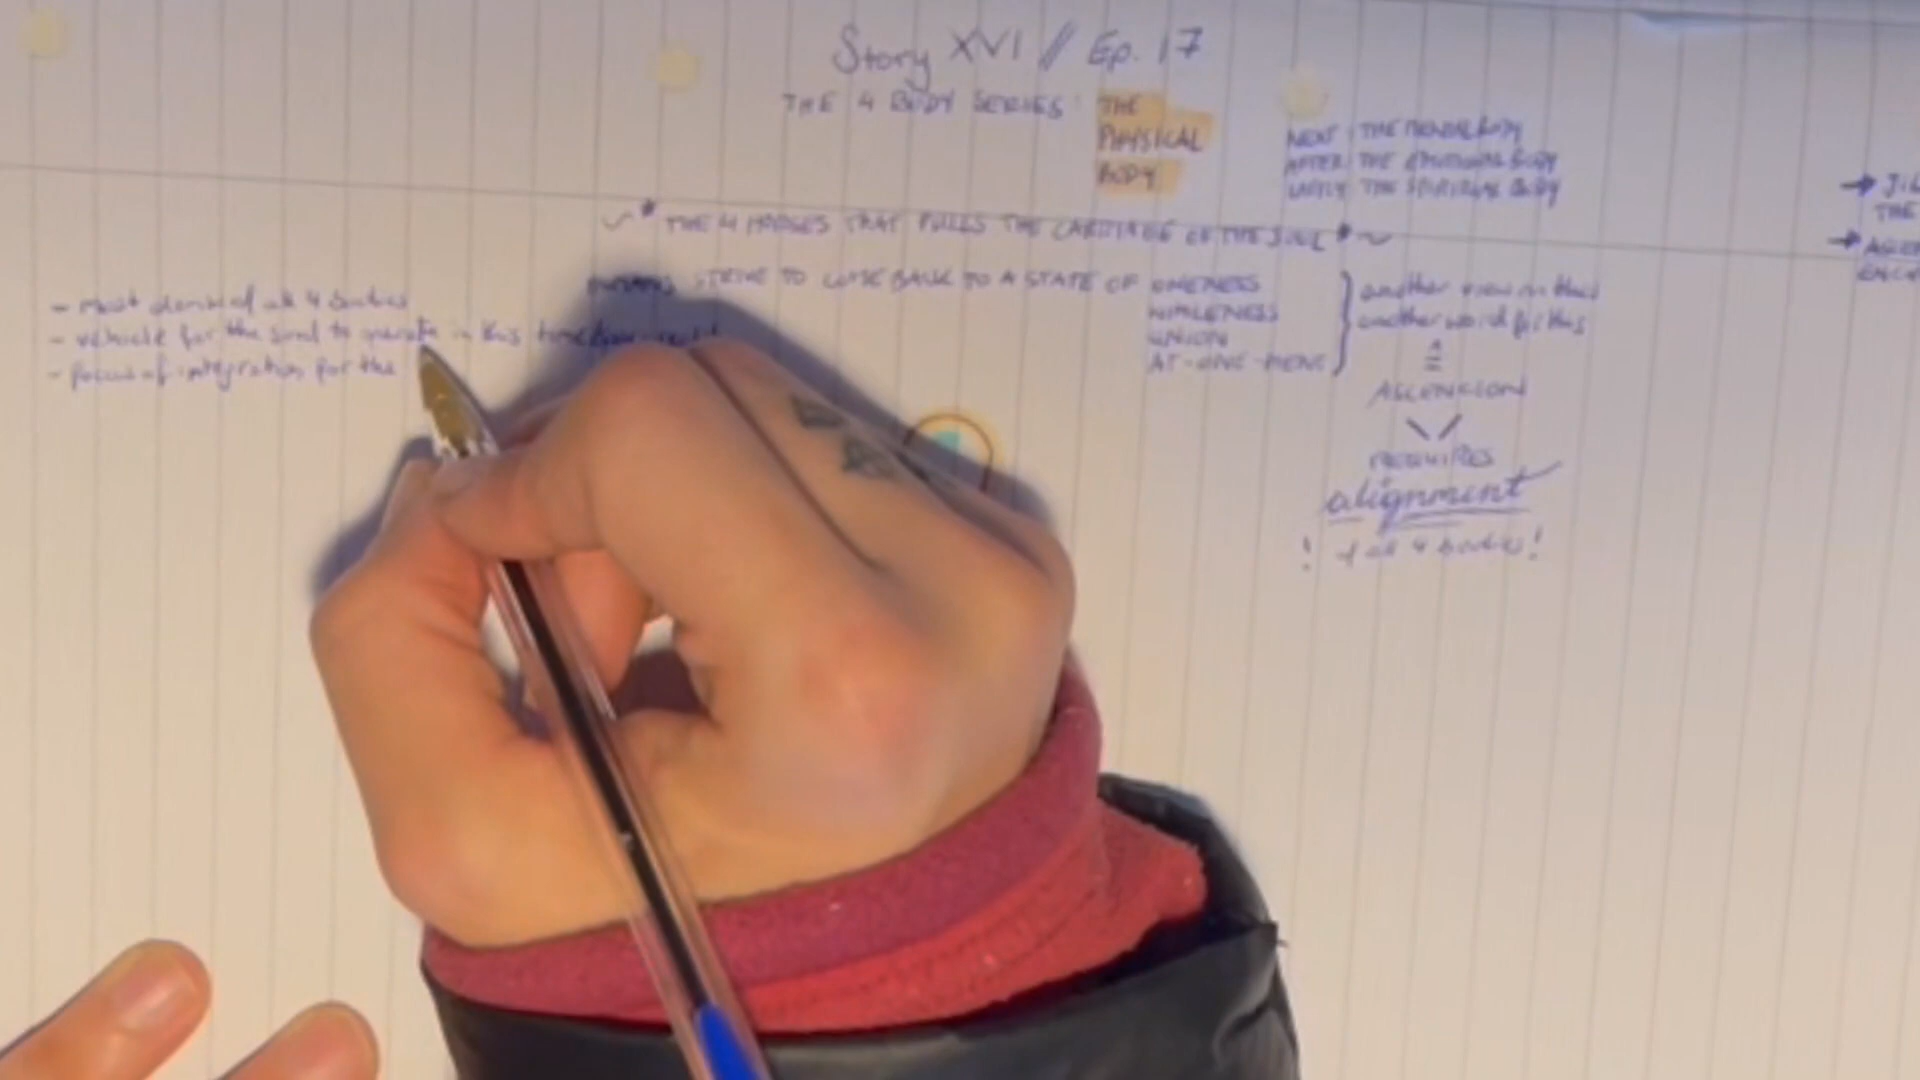 Story XVI // Ep. 17
THE 4 BODY SERIES: THE
PHYSICAL
BODY
NEXT: THE MENTAL BODY
AFTER: THE EMOTIONAL BODY
LASTLY: THE SPIRITUAL BODY
THE 4 HORSES THAT PULLS THE CARRIAGE OF THE SOUL
STRIVE TO COME BACK TO A STATE OF ONENESS
WHOLENESS
UNION
AT-ONE-MENT
another view on this
another word for this
=
ASCENSION
REQUIRES
alignment
! of all 4 bodies!
- Most dense of all 4 bodies
- vehicle for the soul to operate in this
- focus of integration for the
THE